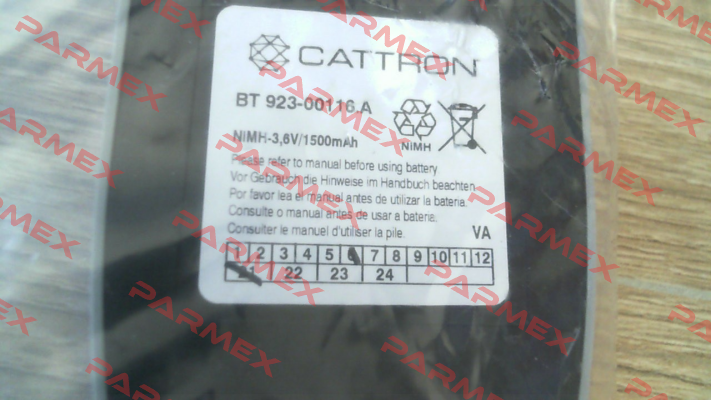 CATTRON
BT 923-00116.A
NiMH-3,6V/1500mAh
NiMH
Please refer to manual before using battery
Vor Gebrauch die Hinweise im Handbuch beachten
Por favor lea el manual antes de utilizar la bateria.
Consulte o manual antes de usar a bateria.
Consulter le manuel d'utiliser la pile.
VA
1 2 3 4 5 6 7 8 9 10 11 12
22 23 24
PARMEX
PARMEX
PARMEX
PARMEX
PARMEX
PARMEX
PARMEX
PARMEX
PARMEX